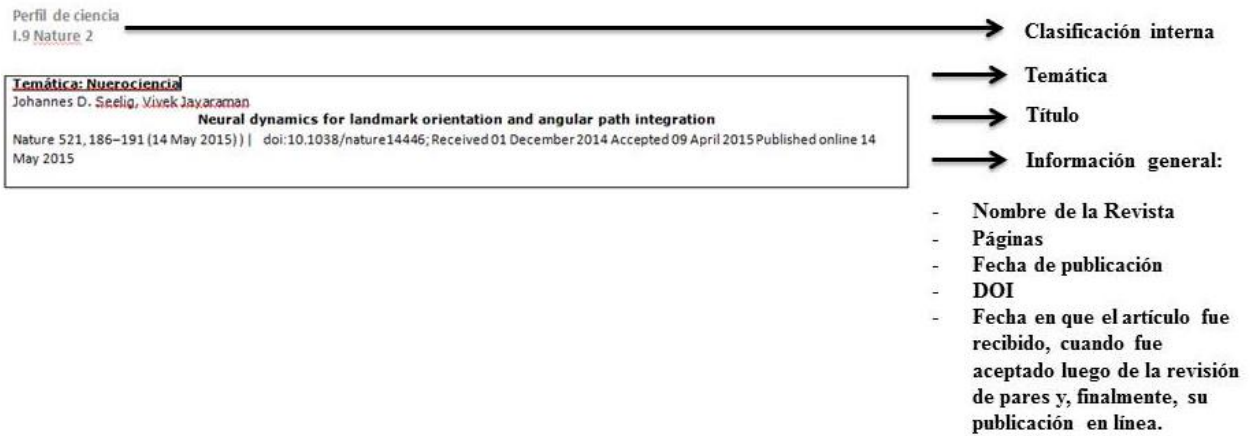 Perfil de ciencia
I.9 Nature 2
Clasificación interna
Temática: Nuerociencia
Johannes D. Seelig, Vivek Jayaraman
Neural dynamics for landmark orientation and angular path integration
Nature 521, 186–191 (14 May 2015) ) | doi:10.1038/nature14446; Received 01 December 2014 Accepted 09 April 2015 Published online 14
May 2015
Temática
Título
Información general:
- Nombre de la Revista
- Páginas
- Fecha de publicación
- DOI
- Fecha en que el artículo fue
recibido, cuando fue
aceptado luego de la revisión
de pares y, finalmente, su
publicación en línea.